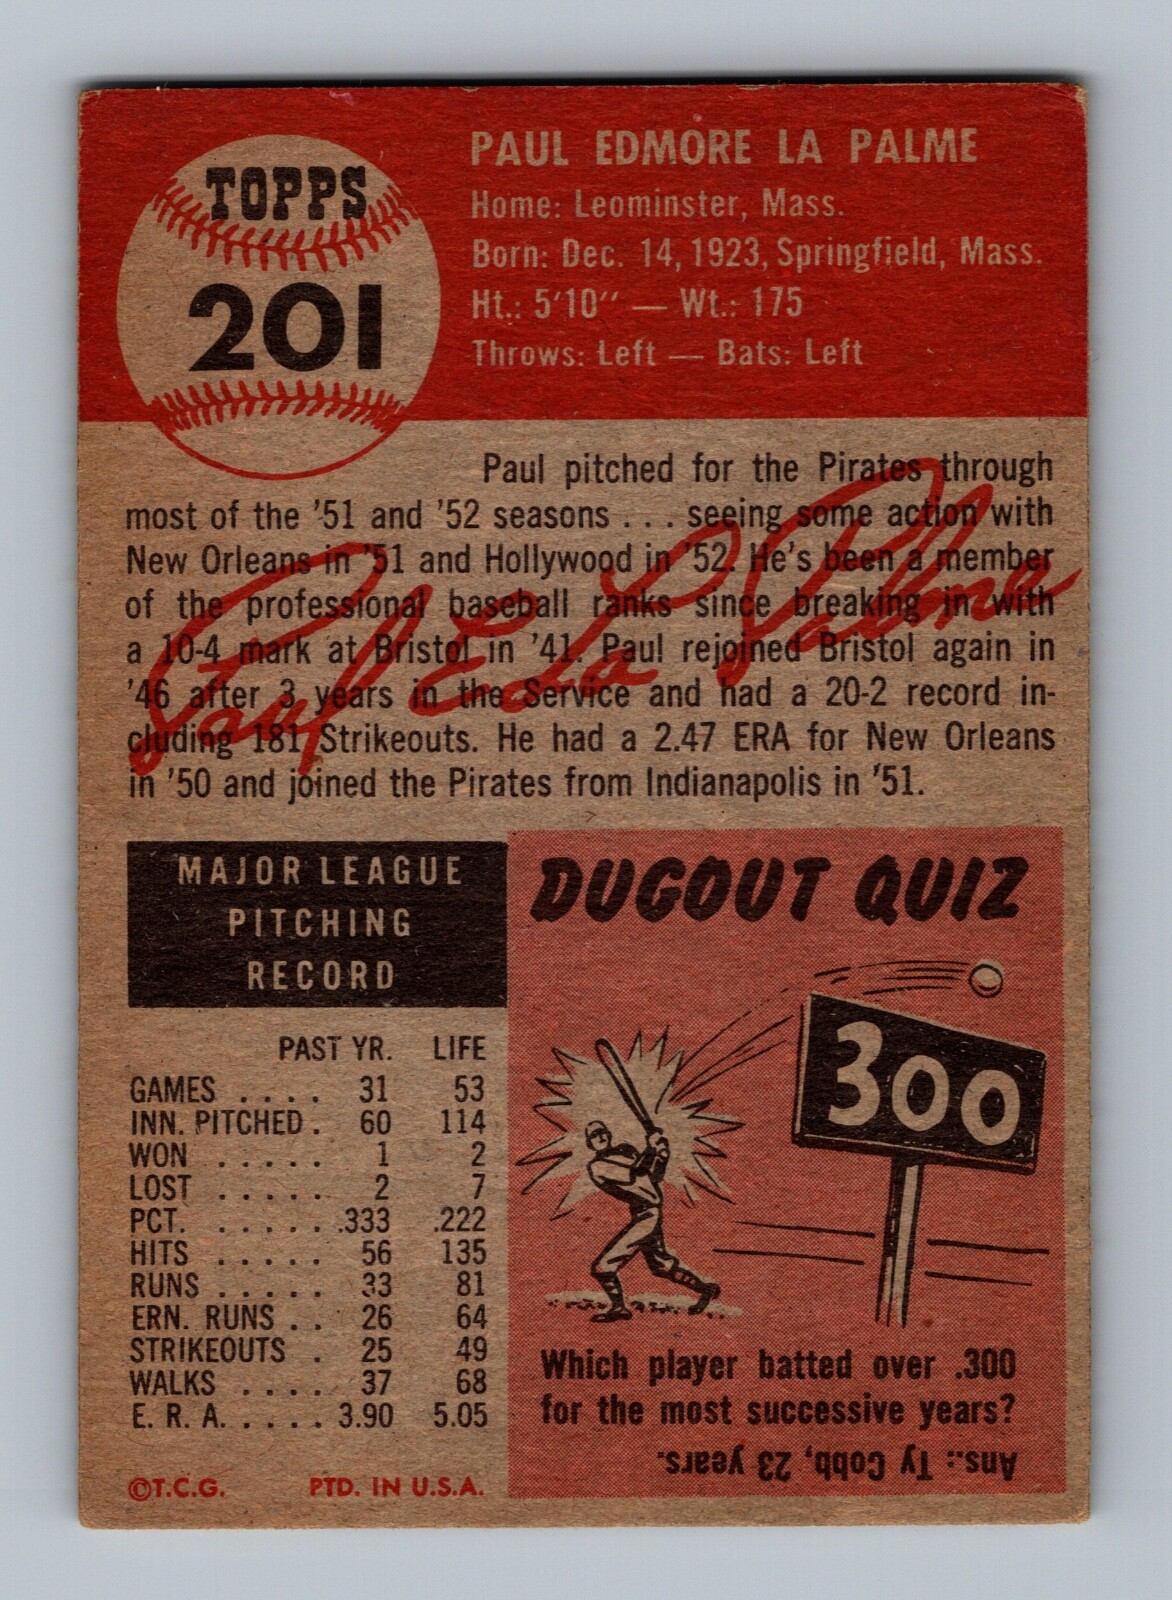 TOPPS
201
PAUL EDMORE LA PALME
Home: Leominster, Mass.
Born: Dec. 14, 1923, Springfield, Mass.
Ht.: 5'10" — Wt.: 175
Throws: Left — Bats: Left
Paul pitched for the Pirates through
most of the '51 and '52 seasons . . . seeing some action with
New Orleans in '51 and Hollywood in '52. He's been a member
of the professional baseball ranks since breaking in with
a 10-4 mark at Bristol in '41. Paul rejoined Bristol again in
'46 after 3 years in the Service and had a 20-2 record in-
cluding 181 Strikeouts. He had a 2.47 ERA for New Orleans
in '50 and joined the Pirates from Indianapolis in '51.
Paul E La Palme
MAJOR LEAGUE
PITCHING
RECORD
PAST YR. LIFE
GAMES . . . . 31 53
INN. PITCHED . 60 114
WON . . . . . 1 2
LOST . . . . . 2 7
PCT. . . . . . .333 .222
HITS . . . . . 56 135
RUNS . . . . . 33 81
ERN. RUNS . . 26 64
STRIKEOUTS . 25 49
WALKS . . . . 37 68
E. R. A. . . . . 3.90 5.05
©T.C.G. PTD. IN U.S.A.
DUGOUT QUIZ
300
Which player batted over .300
for the most successive years?
Ans.: Ty Cobb, 23 years.